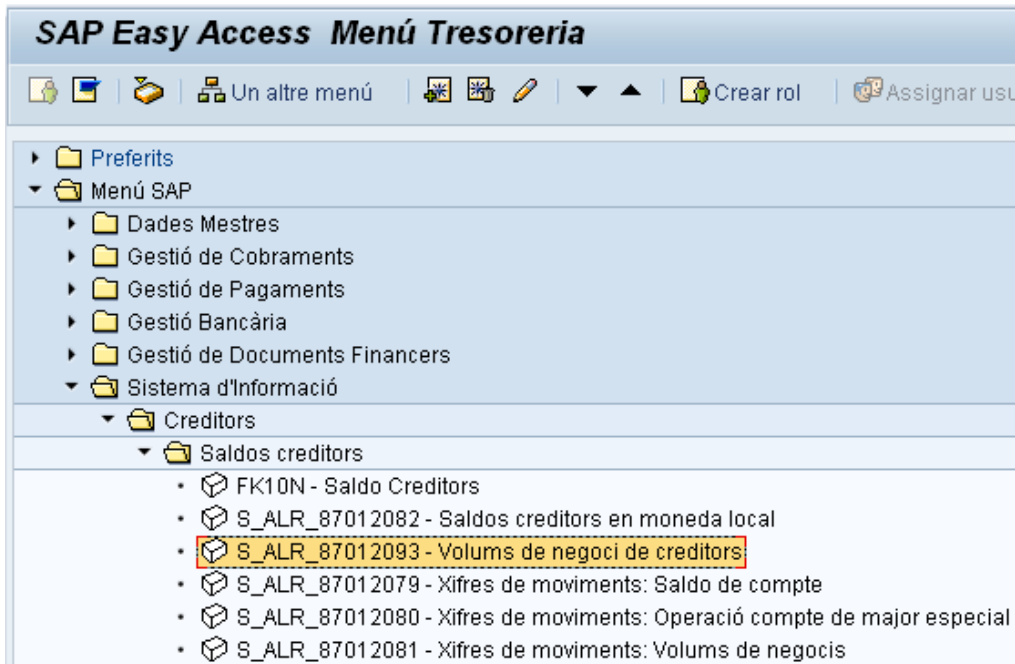 SAP Easy Access Menú Tresoreria
Un altre menú Crear rol Assignar usu
Preferits
Menú SAP
Dades Mestres
Gestió de Cobraments
Gestió de Pagaments
Gestió Bancària
Gestió de Documents Financers
Sistema d'Informació
Creditors
Saldos creditors
FK10N - Saldo Creditors
S_ALR_87012082 - Saldos creditors en moneda local
S_ALR_87012093 - Volums de negoci de creditors
S_ALR_87012079 - Xifres de moviments: Saldo de compte
S_ALR_87012080 - Xifres de moviments: Operació compte de major especial
S_ALR_87012081 - Xifres de moviments: Volums de negocis